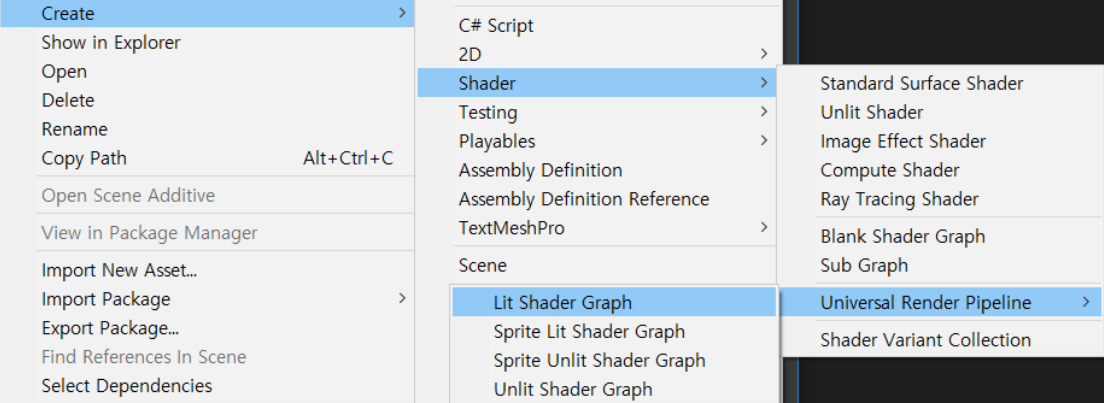 Create
Show in Explorer
Open
Delete
Rename
Copy Path Alt+Ctrl+C
Open Scene Additive
View in Package Manager
Import New Asset...
Import Package
Export Package...
Find References In Scene
Select Dependencies
C# Script
2D
Shader
Testing
Playables
Assembly Definition
Assembly Definition Reference
TextMeshPro
Scene
Standard Surface Shader
Unlit Shader
Image Effect Shader
Compute Shader
Ray Tracing Shader
Blank Shader Graph
Sub Graph
Universal Render Pipeline
Shader Variant Collection
Lit Shader Graph
Sprite Lit Shader Graph
Sprite Unlit Shader Graph
Unlit Shader Graph